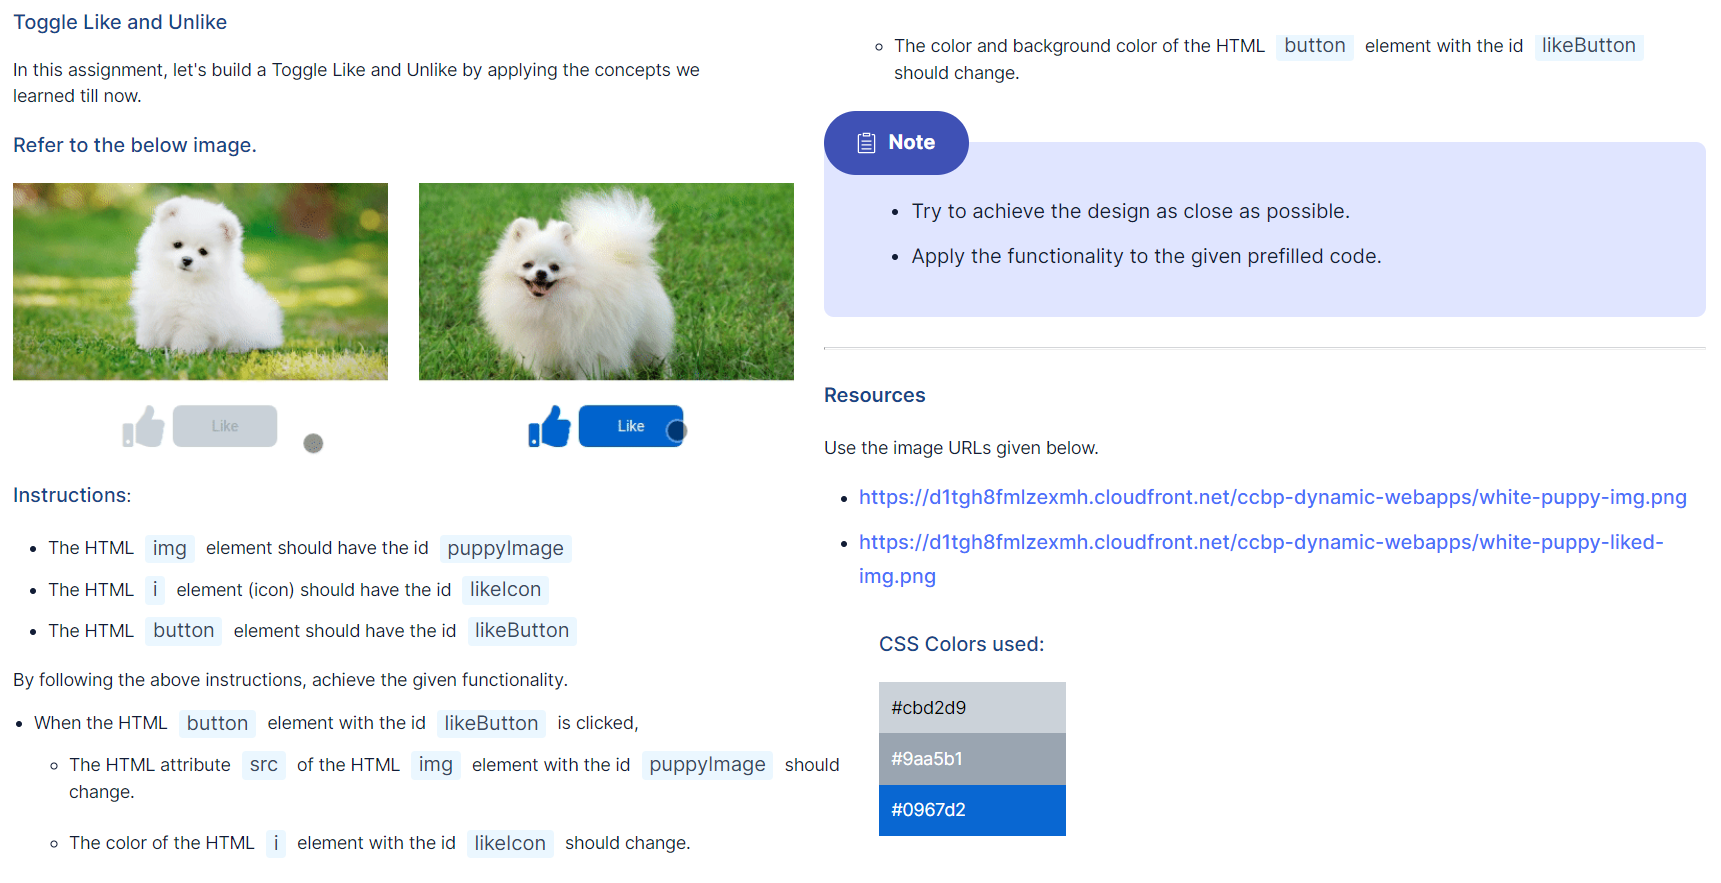 Toggle Like and Unlike
In this assignment, let's build a Toggle Like and Unlike by applying the concepts we
learned till now.
Refer to the below image.
Like
Like
Instructions:
The HTML img element should have the id puppyImage
The HTML i element (icon) should have the id likeIcon
The HTML button element should have the id likeButton
By following the above instructions, achieve the given functionality.
When the HTML button element with the id likeButton is clicked,
The HTML attribute src of the HTML img element with the id puppyImage should
change.
The color of the HTML i element with the id likeIcon should change.
The color and background color of the HTML button element with the id likeButton
should change.
Note
Try to achieve the design as close as possible.
Apply the functionality to the given prefilled code.
Resources
Use the image URLs given below.
https://d1tgh8fmlzexmh.cloudfront.net/ccbp-dynamic-webapps/white-puppy-img.png
https://d1tgh8fmlzexmh.cloudfront.net/ccbp-dynamic-webapps/white-puppy-liked-
img.png
CSS Colors used:
#cbd2d9
#9aa5b1
#0967d2